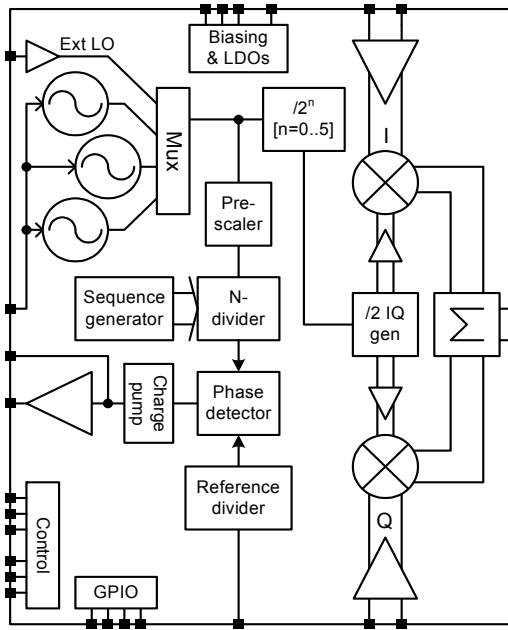 Ext LO
Biasing
& LDOs
Mux
/2ⁿ
[n=0..5]
I
Pre-
scaler
Sequence
generator
N-
divider
/2 IQ
gen
Σ
Charge
pump
Phase
detector
Reference
divider
Control
Q
GPIO